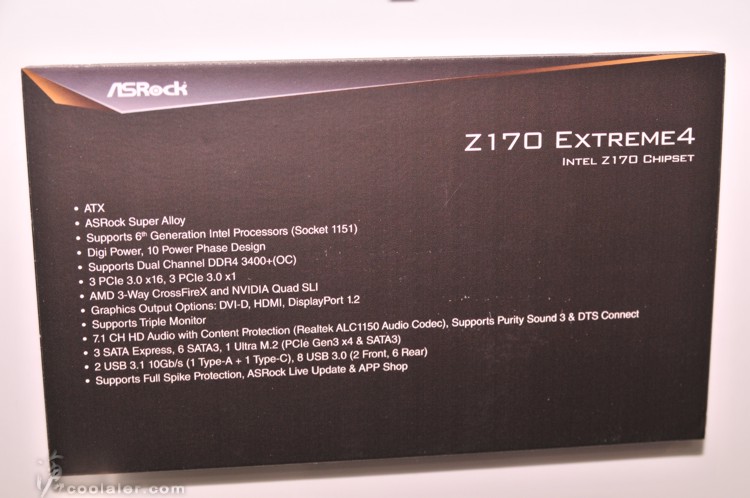 ASRock
Z170 EXTREME4
INTEL Z170 CHIPSET
• ATX
• ASRock Super Alloy
• Supports 6th Generation Intel Processors (Socket 1151)
• Digi Power, 10 Power Phase Design
• Supports Dual Channel DDR4 3400+(OC)
• 3 PCIe 3.0 x16, 3 PCIe 3.0 x1
• AMD 3-Way CrossFireX and NVIDIA Quad SLI
• Graphics Output Options: DVI-D, HDMI, DisplayPort 1.2
• Supports Triple Monitor
• 7.1 CH HD Audio with Content Protection (Realtek ALC1150 Audio Codec), Supports Purity Sound 3 & DTS Connect
• 3 SATA Express, 6 SATA3, 1 Ultra M.2 (PCIe Gen3 x4 & SATA3)
• 2 USB 3.1 10Gb/s (1 Type-A + 1 Type-C), 8 USB 3.0 (2 Front, 6 Rear)
• Supports Full Spike Protection, ASRock Live Update & APP Shop
coolaler.com